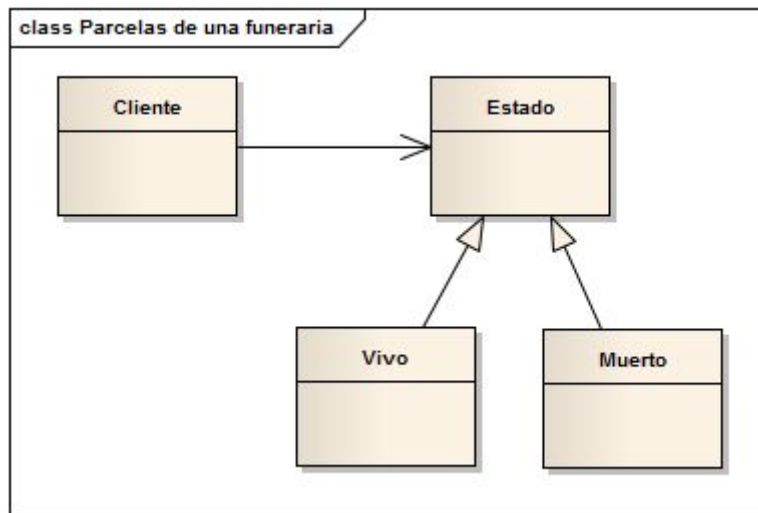 class Parcelas de una funeraria
Cliente
Estado
Vivo
Muerto